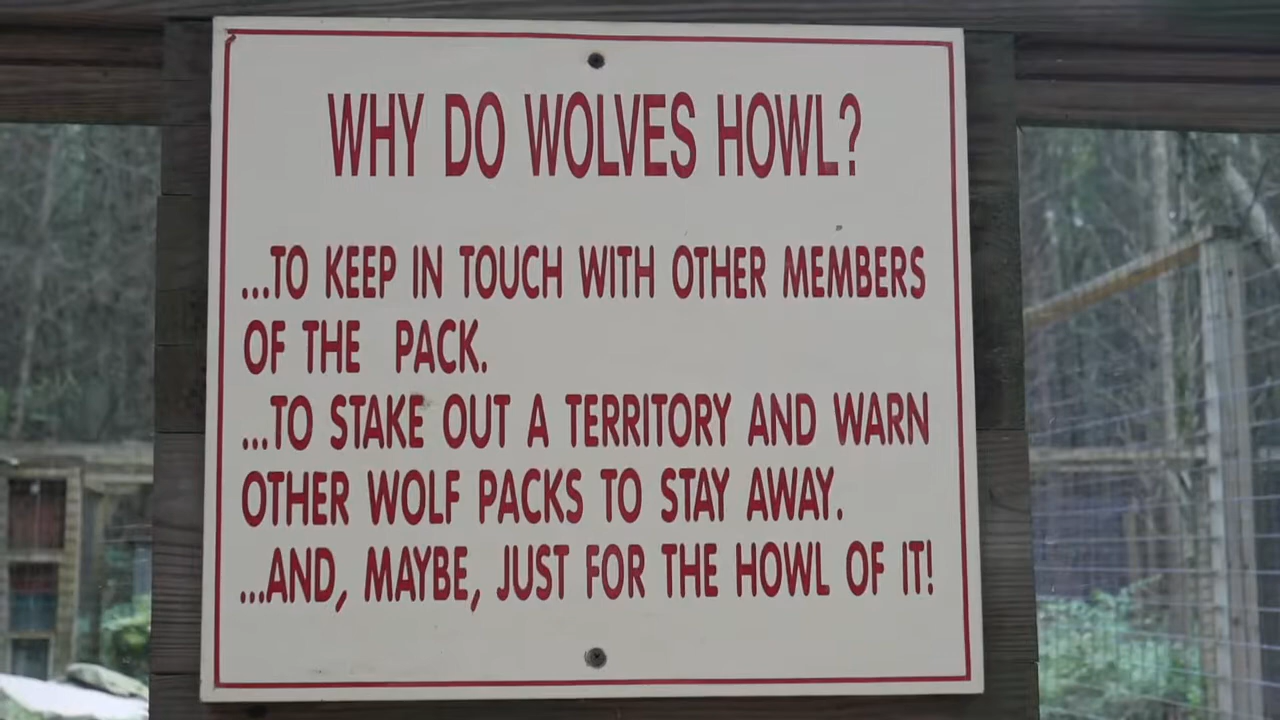 WHY DO WOLVES HOWL?
...TO KEEP IN TOUCH WITH OTHER MEMBERS
OF THE PACK.
...TO STAKE OUT A TERRITORY AND WARN
OTHER WOLF PACKS TO STAY AWAY.
...AND, MAYBE, JUST FOR THE HOWL OF IT!